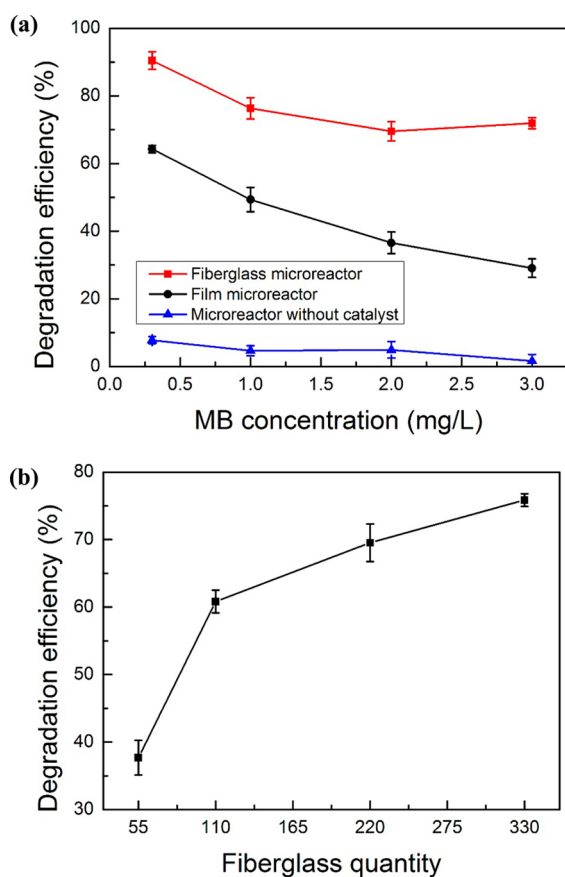 (a)
Degradation efficiency (%)
100
80
60
40
20
0
Fiberglass microreactor
Film microreactor
Microreactor without catalyst
0.0 0.5 1.0 1.5 2.0 2.5 3.0
MB concentration (mg/L)
(b)
Degradation efficiency (%)
80
70
60
50
40
30
55 110 165 220 275 330
Fiberglass quantity